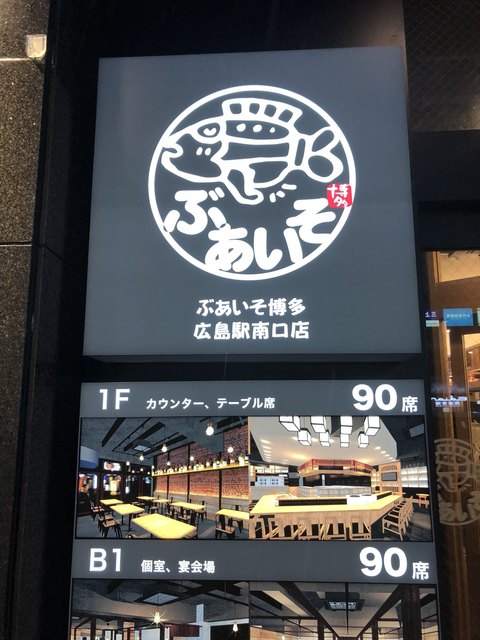 ぶあいそ
博多
ぶあいそ博多
広島駅南口店
1F カウンター、テーブル席 90席
B1 個室、宴会場 90席